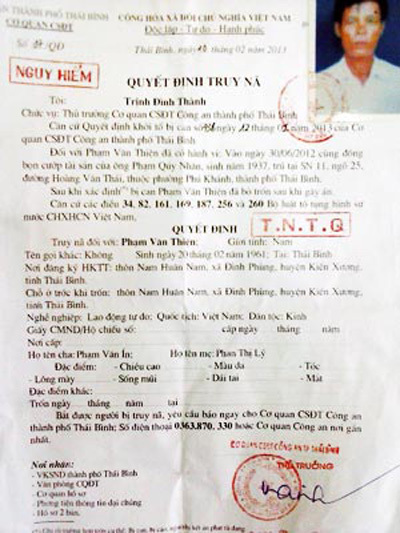 AN THÀNH PHỐ THÁI BÌNH CỘNG HÒA XÃ HỘI CHỦ NGHĨA VIỆT NAM
CƠ QUAN CSĐT Độc lập - Tự do - Hạnh phúc
Số /QĐ Thái Bình, ngày 20 tháng 02 năm 2013
NGUY HIỂM
QUYẾT ĐỊNH TRUY NÃ
Tôi: Trịnh Đình Thành
Chức vụ: Thủ trưởng Cơ quan CSĐT Công an thành phố Thái Bình
Căn cứ Quyết định khởi tố bị can số ngày 12 tháng năm 2013 của Cơ
quan CSĐT Công an thành phố Thái Bình
Đối với Phạm Văn Thiện đã có hành vi: Vào ngày 30/06/2012 cùng đồng
bọn cướp tài sản của ông Phạm Quý Nhân, sinh năm 1937, trú tại SN 11, ngõ 25,
đường Hoàng Văn Thái, thuộc phường Phú Khánh, thành phố Thái Bình.
Sau khi xác định bị can Phạm Văn Thiện đã bỏ trốn sau khi gây án.
Căn cứ các điều 34, 82, 161, 169, 187, 256 và 260 Bộ luật tố tụng hình sự
nước CHXHCN Việt Nam,
QUYẾT ĐỊNH
T.N.T.Q
Truy nã đối với: Phạm Văn Thiện; Giới tính: Nam
Tên gọi khác: Không Sinh ngày 20 tháng 02 năm 1961; Tại: Thái Bình
Nơi đăng ký HKTT: thôn Nam Huân Nam, xã Đình Phùng, huyện Kiến Xương,
tỉnh Thái Bình.
Chỗ ở trước khi trốn: thôn Nam Huân Nam, xã Đình Phùng, huyện Kiến Xương,
tỉnh Thái Bình.
Nghề nghiệp: Lao động tự do; Quốc tịch: Việt Nam; Dân tộc: Kinh
Giấy CMND/Hộ chiếu số: cấp ngày tháng năm
Nơi cấp:
Họ tên cha: Phạm Văn Ín; Họ tên mẹ: Phan Thị Lý
Đặc điểm: - Chiều cao - Màu da - Tóc
- Lông mày - Sống mũi - Dái tai - Mắt
Đặc điểm khác:
Trốn ngày tháng năm tại
Bắt được người bị truy nã, yêu cầu báo ngay cho Cơ quan CSĐT Công an
thành phố Thái Bình; Số điện thoại 0363.870. 330 hoặc Cơ quan Công an nơi gần
nhất.
CƠ QUAN CSĐT CÔNG AN TP THÁI BÌNH
THỦ TRƯỞNG
Nơi nhận:
- VKSND thành phố Thái Bình
- Văn phòng CQĐT
- Cơ quan hồ sơ
- Phòng tiện thông tin đại chúng
- Hồ sơ 2 bản.